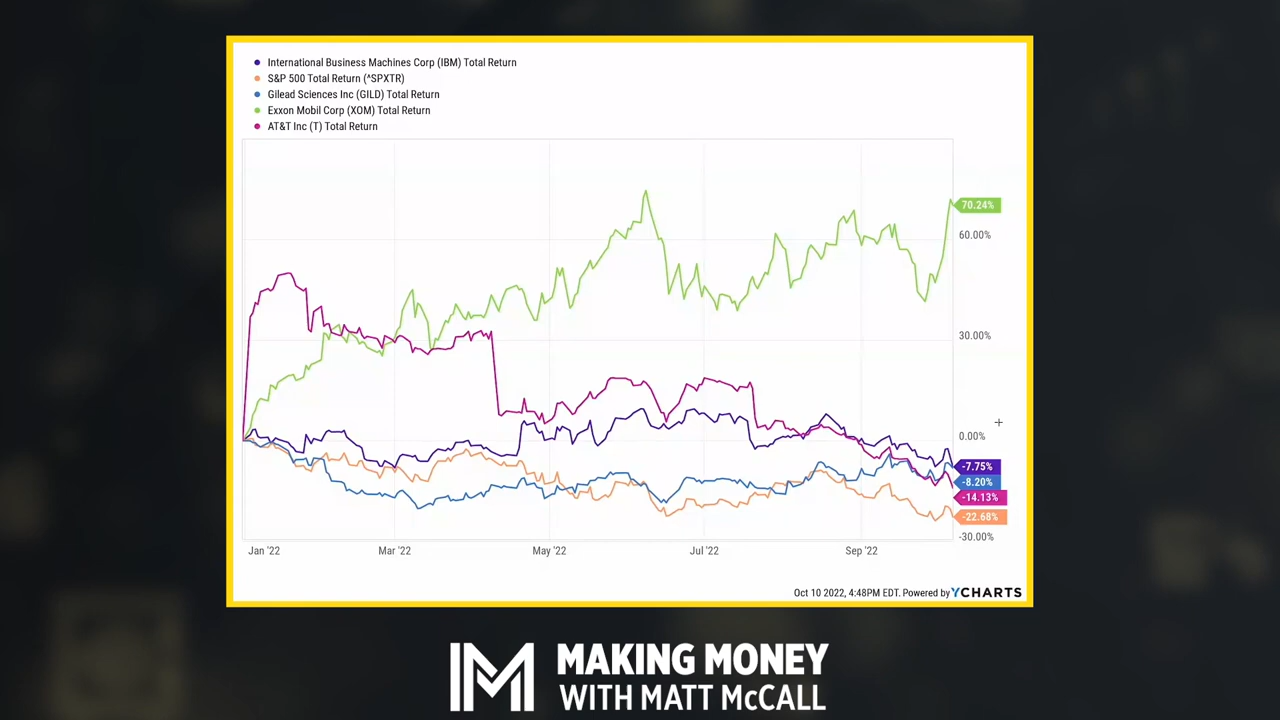 International Business Machines Corp (IBM) Total Return
S&P 500 Total Return (^SPXTR)
Gilead Sciences Inc (GILD) Total Return
Exxon Mobil Corp (XOM) Total Return
AT&T Inc (T) Total Return
70.24%
60.00%
30.00%
0.00%
-7.75%
-8.20%
-14.13%
-22.68%
-30.00%
Jan '22 Mar '22 May '22 Jul '22 Sep '22
Oct 10 2022, 4:48PM EDT. Powered by YCHARTS
MM MAKING MONEY
WITH MATT McCALL